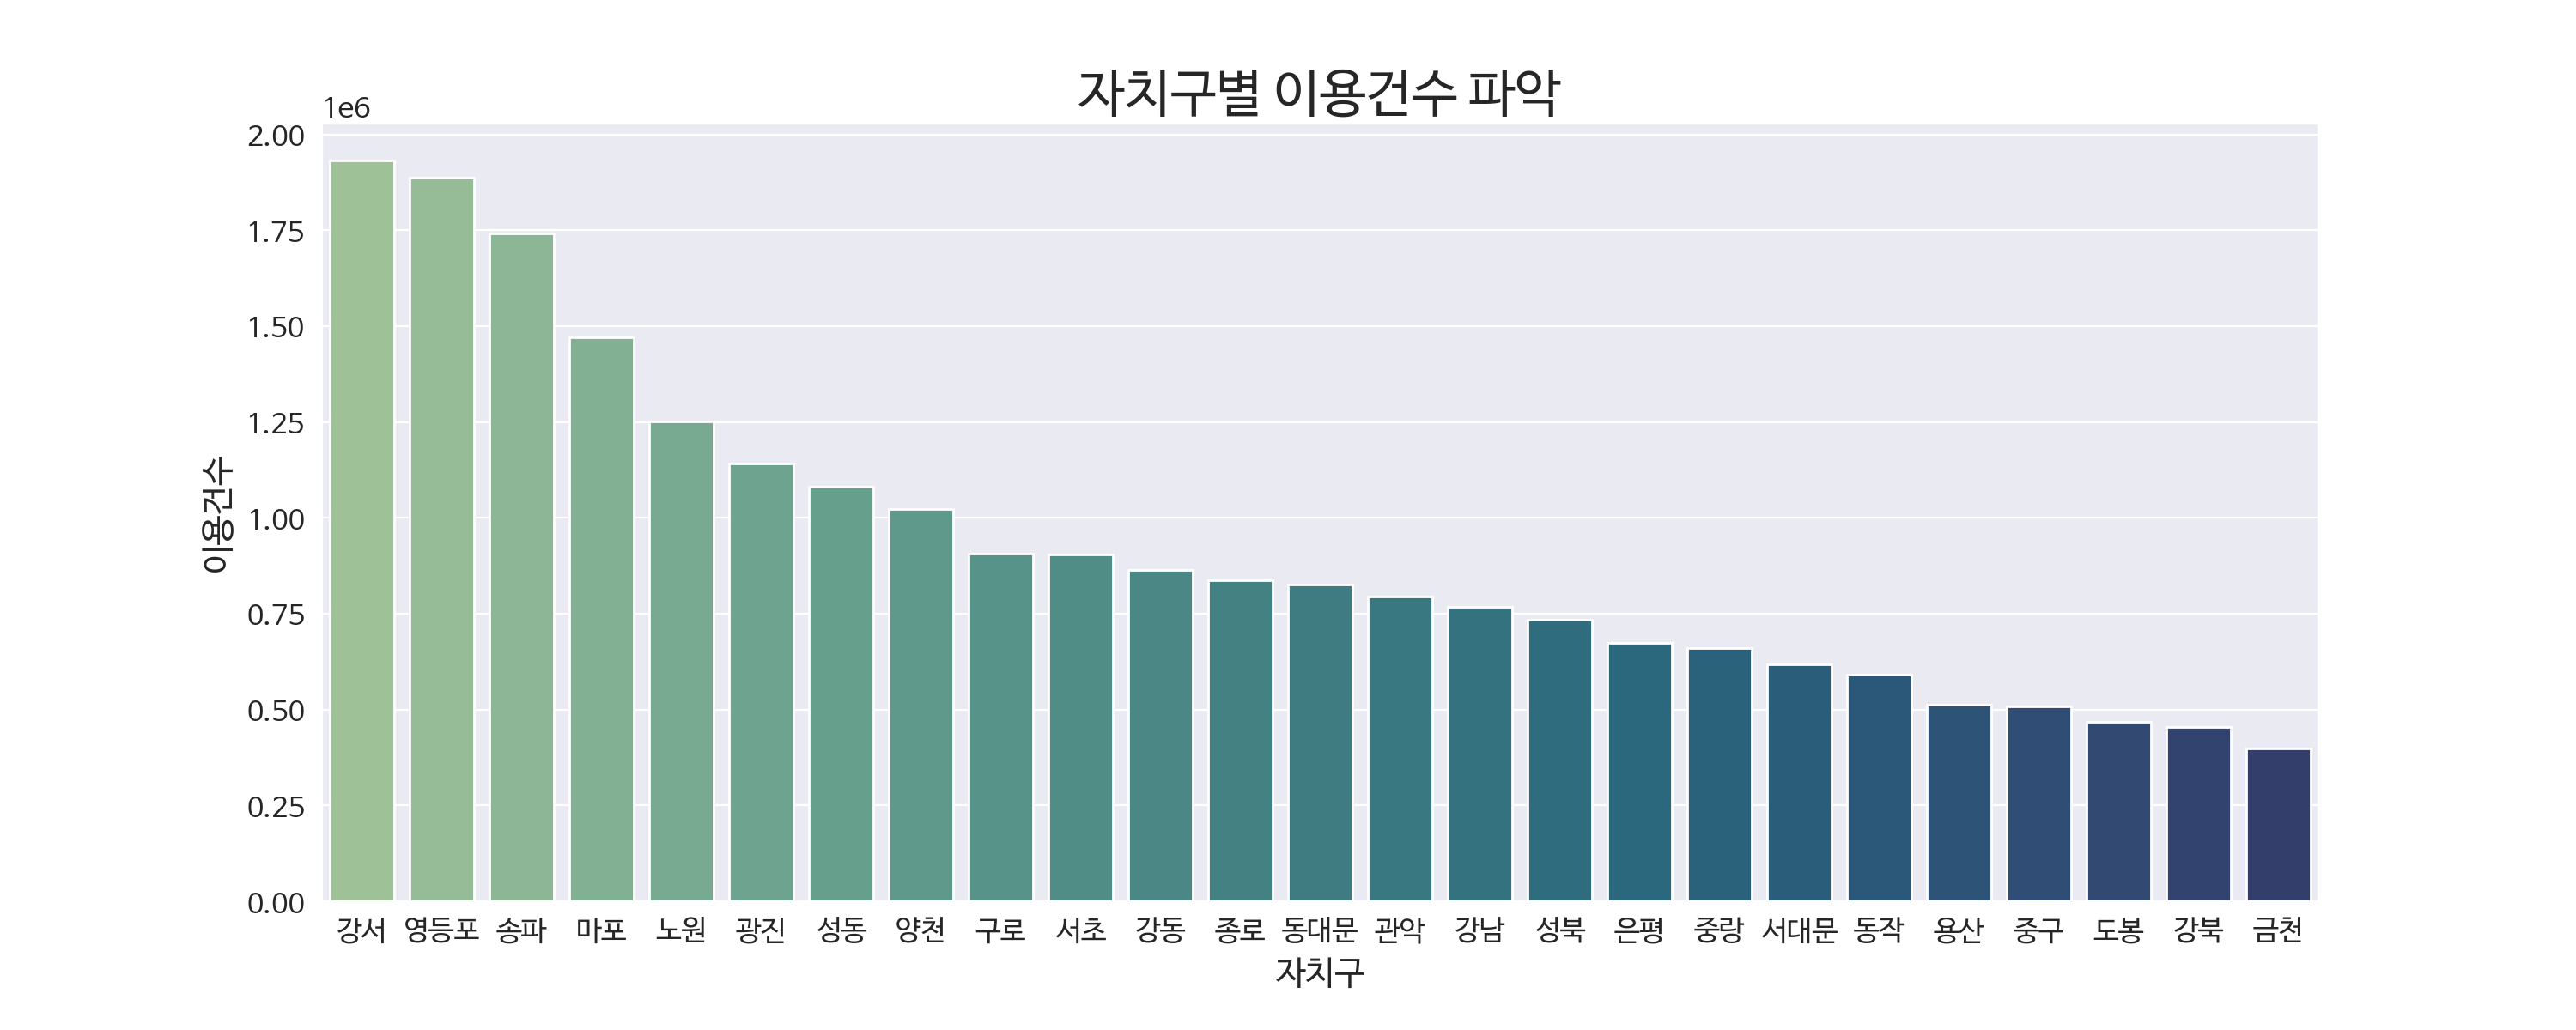 자치구별 이용건수 파악
1e6
2.00
1.75
1.50
1.25
1.00
0.75
0.50
0.25
0.00
이용건수
강서 영등포 송파 마포 노원 광진 성동 양천 구로 서초 강동 종로 동대문 관악 강남 성북 은평 중랑 서대문 동작 용산 중구 도봉 강북 금천
자치구